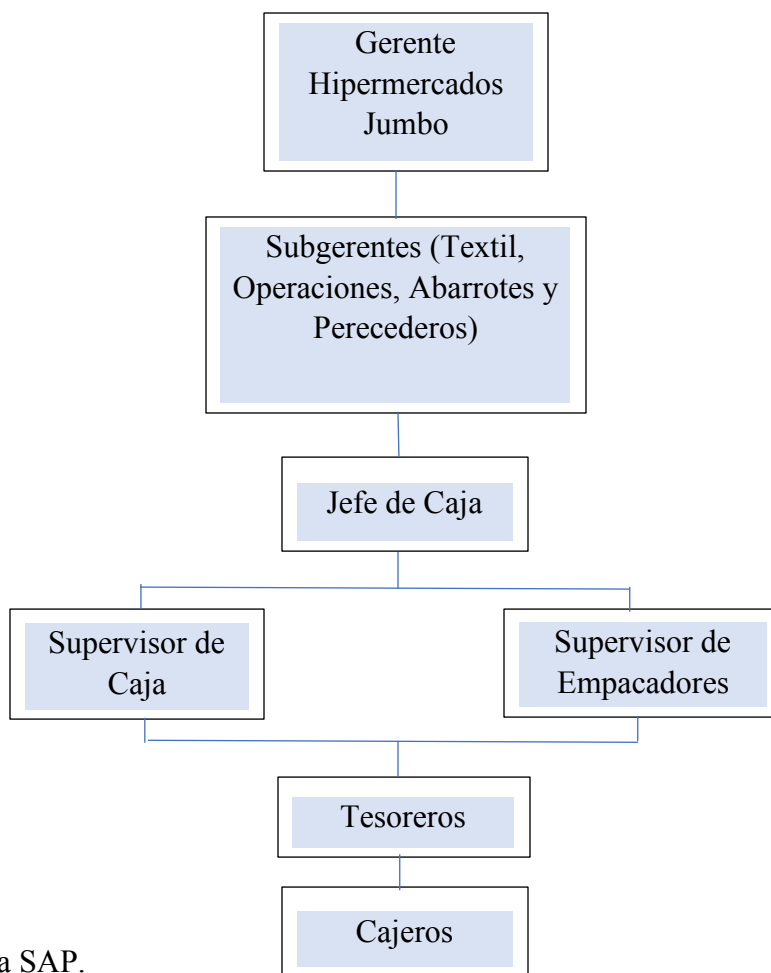 Gerente
Hipermercados
Jumbo
Subgerentes (Textil,
Operaciones, Abarrotes y
Perecederos)
Jefe de Caja
Supervisor de
Caja
Supervisor de
Empacadores
Tesoreros
Cajeros
a SAP.